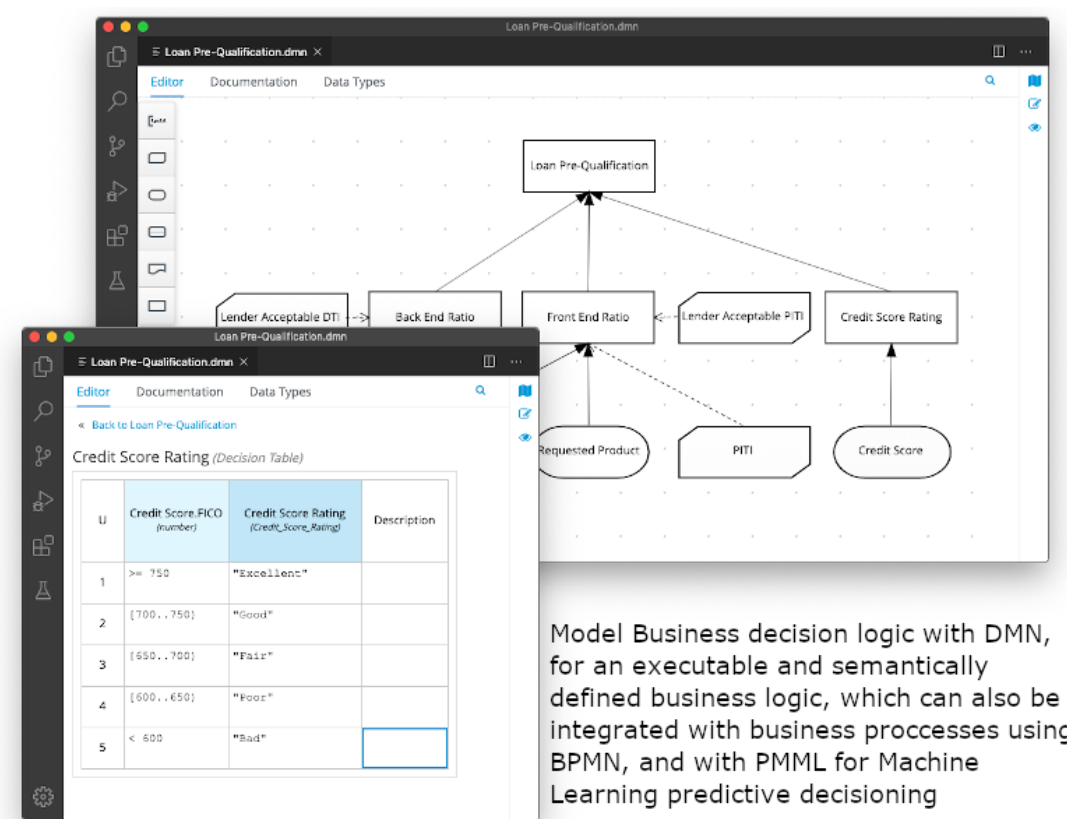 Loan Pre-Qualification.dmn
Loan Pre-Qualification.dmn ×
Editor Documentation Data Types
Loan Pre-Qualification
Lender Acceptable DTI
Back End Ratio
Front End Ratio
Lender Acceptable PITI
Credit Score Rating
Requested Product
PITI
Credit Score
Loan Pre-Qualification.dmn
Loan Pre-Qualification.dmn ×
Editor Documentation Data Types
« Back to Loan Pre-Qualification
Credit Score Rating (Decision Table)
U Credit Score.FICO Credit Score Rating Description
(number) (Credit_Score_Rating)
1 >= 750 "Excellent"
2 [700..750) "Good"
3 [650..700) "Fair"
4 [600..650) "Poor"
5 < 600 "Bad"
Model Business decision logic with DMN,
for an executable and semantically
defined business logic, which can also be
integrated with business proccesses using
BPMN, and with PMML for Machine
Learning predictive decisioning